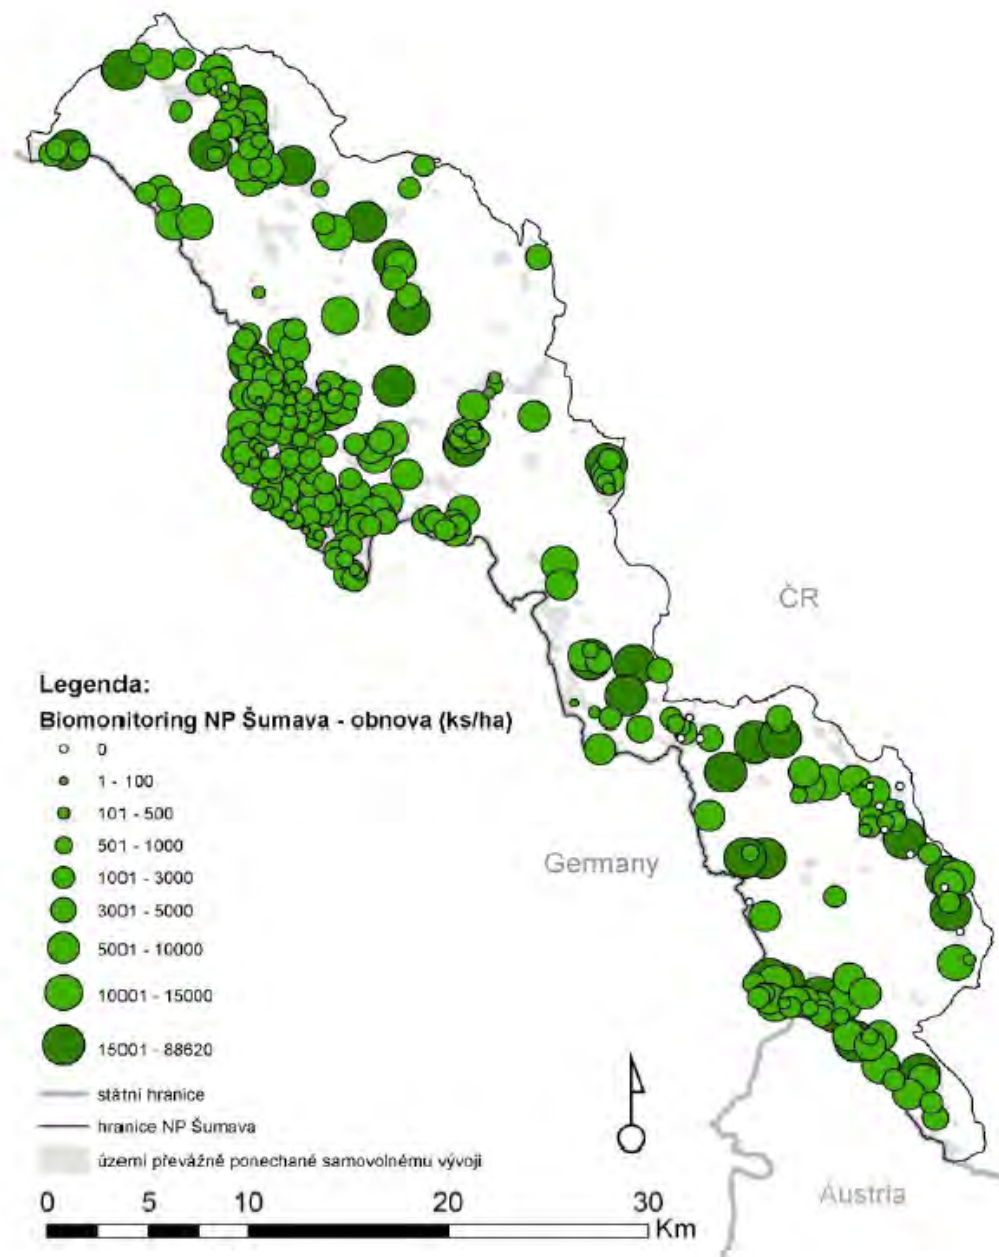 ČR
Legenda:
Biomonitoring NP Šumava - obnova (ks/ha)
0
1 - 100
101 - 500
501 - 1000
1001 - 3000
Germany
3001 - 5000
5001 - 10000
10001 - 15000
15001 - 88620
státní hranice
hranice NP Šumava
území převážně ponechané samovolnému vývoji
Austria
0 5 10 20 30
Km